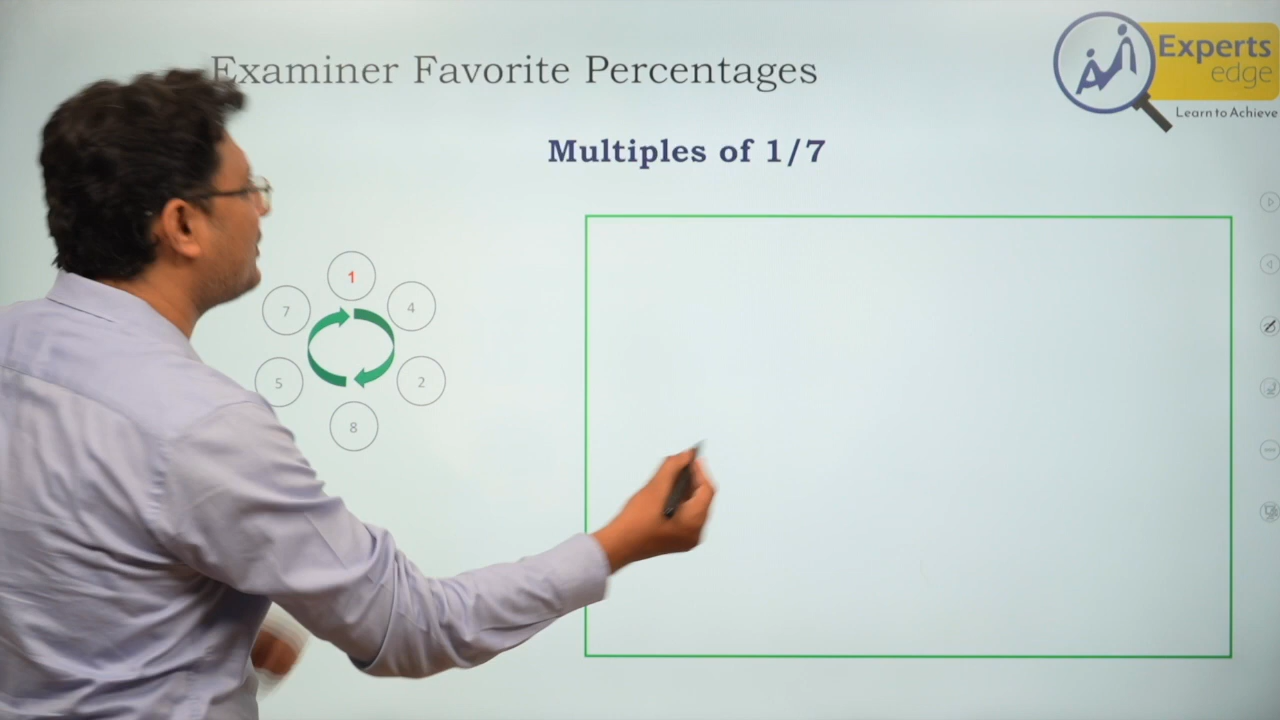 Examiner Favorite Percentages
Experts
edge
Learn to Achieve
Multiples of 1/7
1
7
4
5
2
8